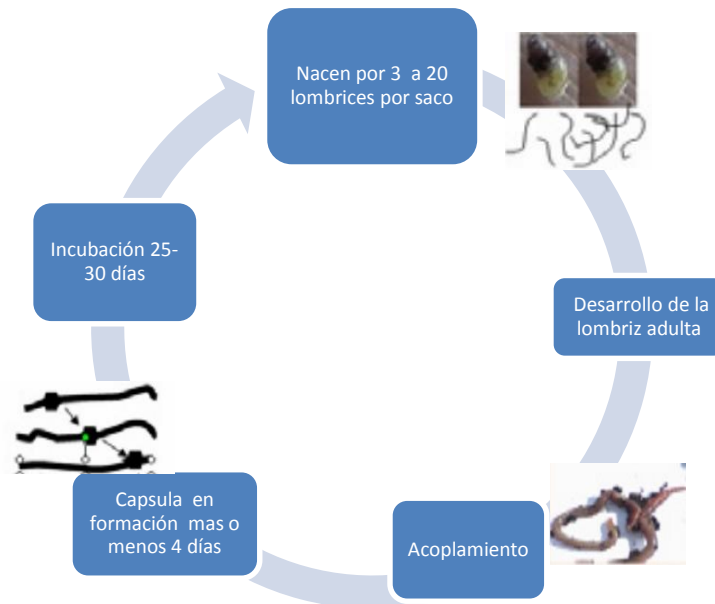 Nacen por 3 a 20
lombrices por saco
Desarrollo de la
lombriz adulta
Acoplamiento
Capsula en
formación mas o
menos 4 días
Incubación 25-
30 días